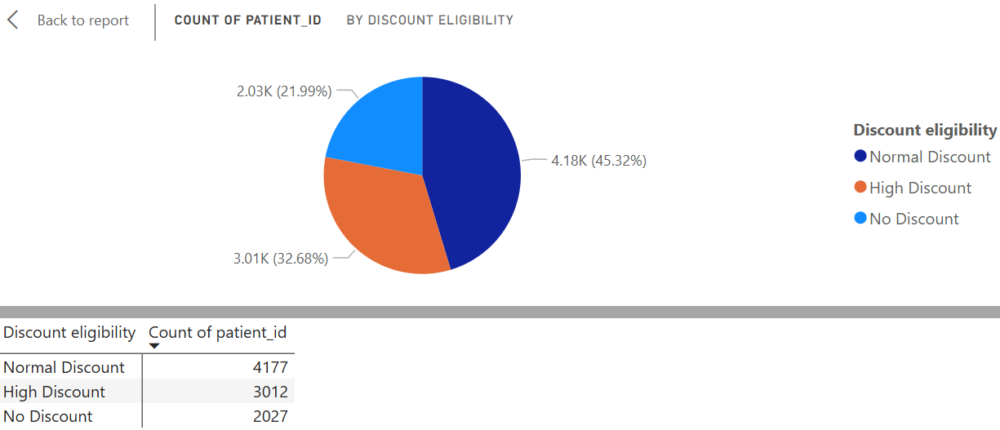 Back to report
COUNT OF PATIENT_ID BY DISCOUNT ELIGIBILITY
2.03K (21.99%)
4.18K (45.32%)
3.01K (32.68%)
Discount eligibility
Normal Discount
High Discount
No Discount
Discount eligibility Count of patient_id
Normal Discount 4177
High Discount 3012
No Discount 2027